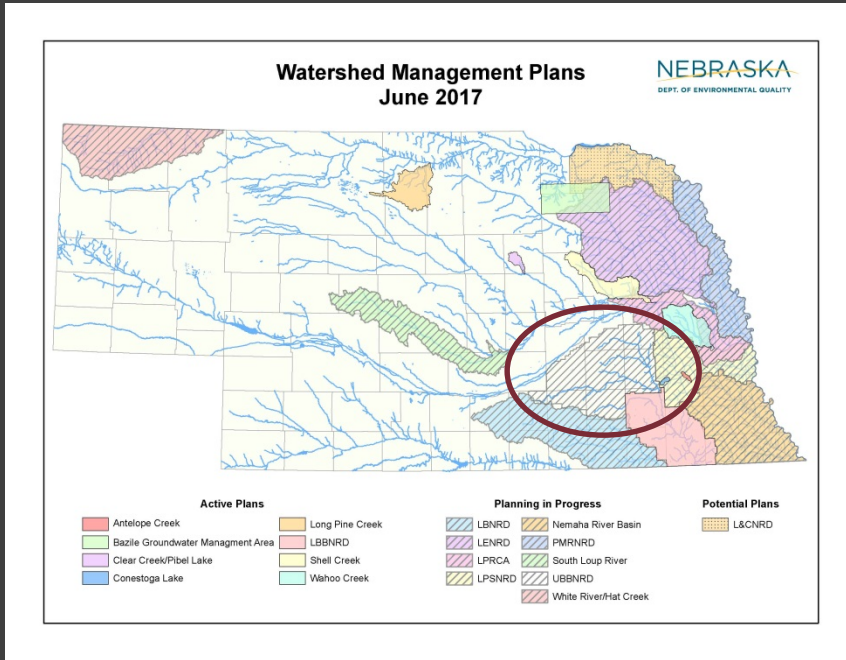 Watershed Management Plans
June 2017
NEBRASKA
DEPT. OF ENVIRONMENTAL QUALITY
Active Plans
Antelope Creek
Bazile Groundwater Managment Area
Clear Creek/Pibel Lake
Conestoga Lake
Long Pine Creek
LBBNRD
Shell Creek
Wahoo Creek
Planning in Progress
LBNRD
LENRD
LPRCA
LPSNRD
Nemaha River Basin
PMRNRD
South Loup River
UBBNRD
White River/Hat Creek
Potential Plans
L&CNRD